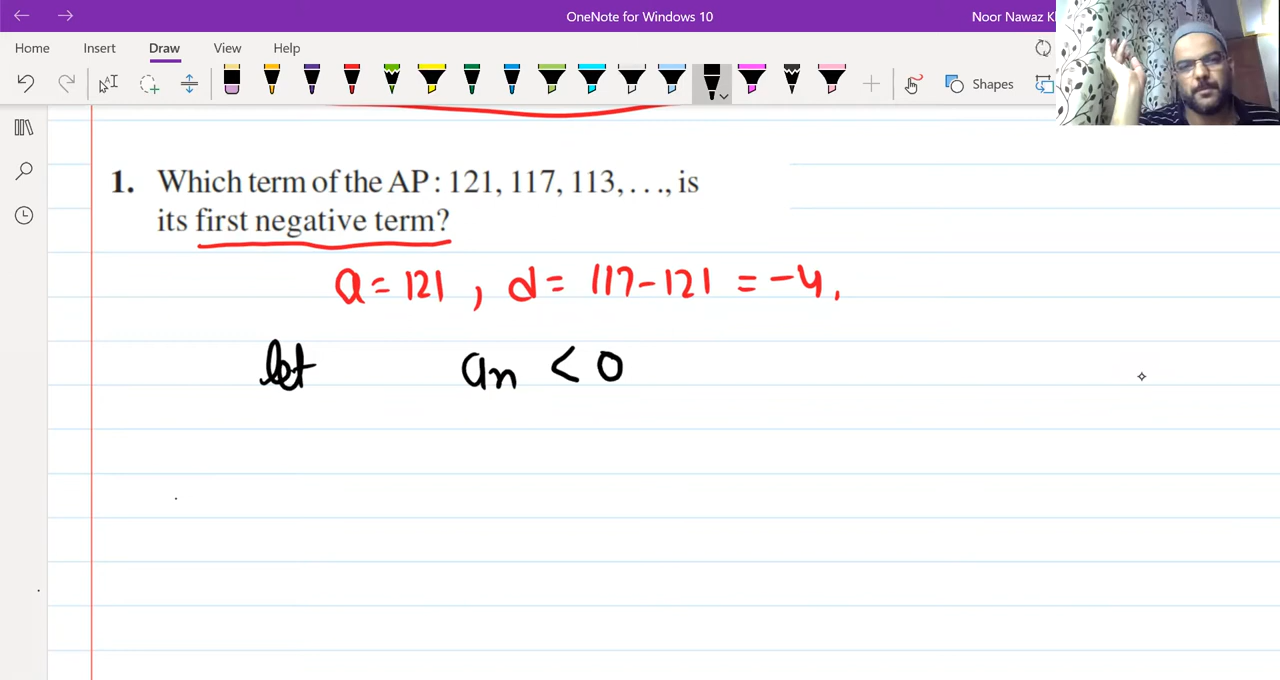 OneNote for Windows 10
Noor Nawaz Kh
Home Insert Draw View Help
Shapes
1. Which term of the AP : 121, 117, 113, . . ., is
its first negative term?
a = 121 , d = 117 - 121 = -4.
let an < 0